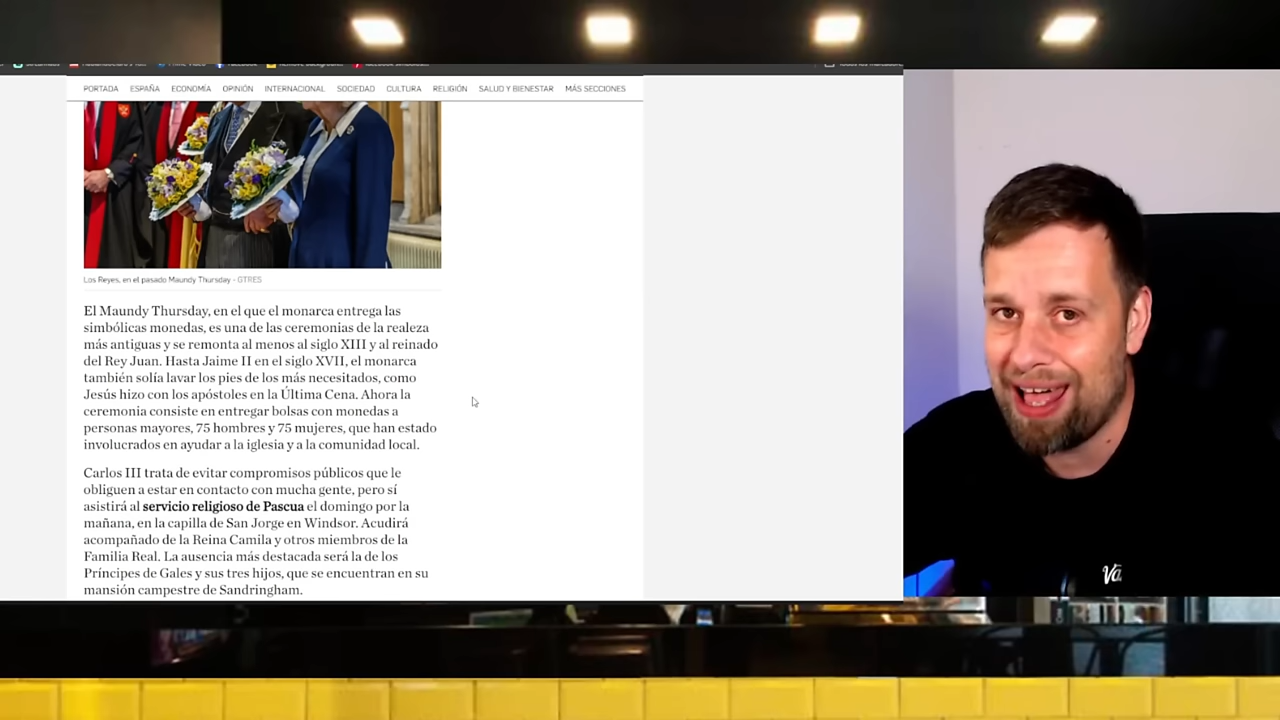 PORTADA ESPAÑA ECONOMÍA OPINIÓN INTERNACIONAL SOCIEDAD CULTURA RELIGIÓN SALUD Y BIENESTAR MÁS SECCIONES
Los Reyes, en el pasado Maundy Thursday - GTRES
El Maundy Thursday, en el que el monarca entrega las
simbólicas monedas, es una de las ceremonias de la realeza
más antiguas y se remonta al menos al siglo XIII y al reinado
del Rey Juan. Hasta Jaime II en el siglo XVII, el monarca
también solía lavar los pies de los más necesitados, como
Jesús hizo con los apóstoles en la Última Cena. Ahora la
ceremonia consiste en entregar bolsas con monedas a
personas mayores, 75 hombres y 75 mujeres, que han estado
involucrados en ayudar a la iglesia y a la comunidad local.
Carlos III trata de evitar compromisos públicos que le
obliguen a estar en contacto con mucha gente, pero sí
asistirá al servicio religioso de Pascua el domingo por la
mañana, en la capilla de San Jorge en Windsor. Acudirá
acompañado de la Reina Camila y otros miembros de la
Familia Real. La ausencia más destacada será la de los
Príncipes de Gales y sus tres hijos, que se encuentran en su
mansión campestre de Sandringham.